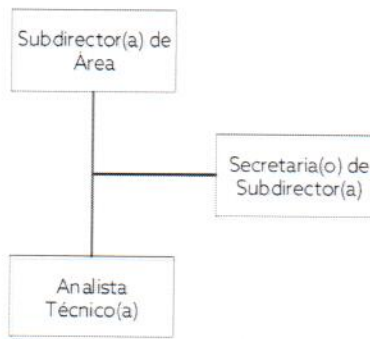 Subdirector(a) de
Área
Secretaria(o) de
Subdirector(a)
Analista
Técnico(a)